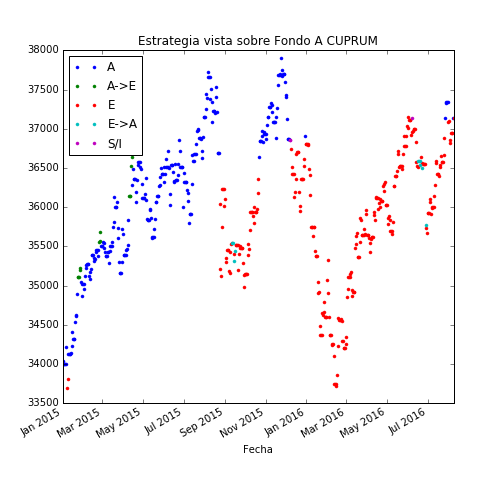 Estrategia vista sobre Fondo A CUPRUM
38000
37500
37000
36500
36000
35500
35000
34500
34000
33500
A
A->E
E
E->A
S/I
Jan 2015
Mar 2015
May 2015
Jul 2015
Sep 2015
Nov 2015
Jan 2016
Mar 2016
May 2016
Jul 2016
Fecha